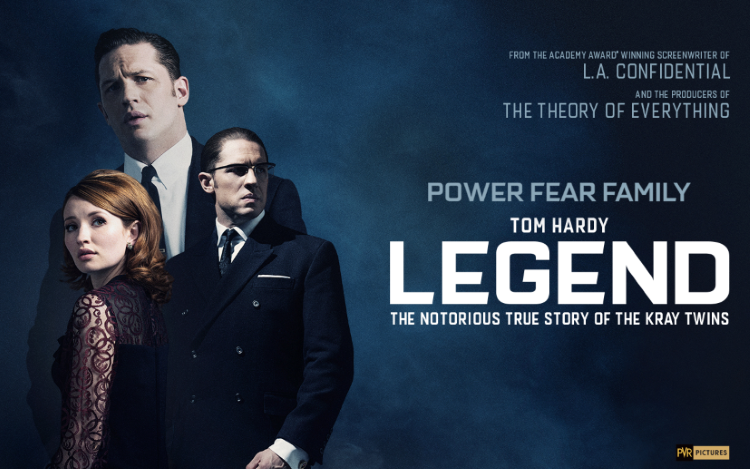 FROM THE ACADEMY AWARD® WINNING SCREENWRITER OF
L.A. CONFIDENTIAL
AND THE PRODUCERS OF
THE THEORY OF EVERYTHING
POWER FEAR FAMILY
TOM HARDY
LEGEND
THE NOTORIOUS TRUE STORY OF THE KRAY TWINS
PVR PICTURES